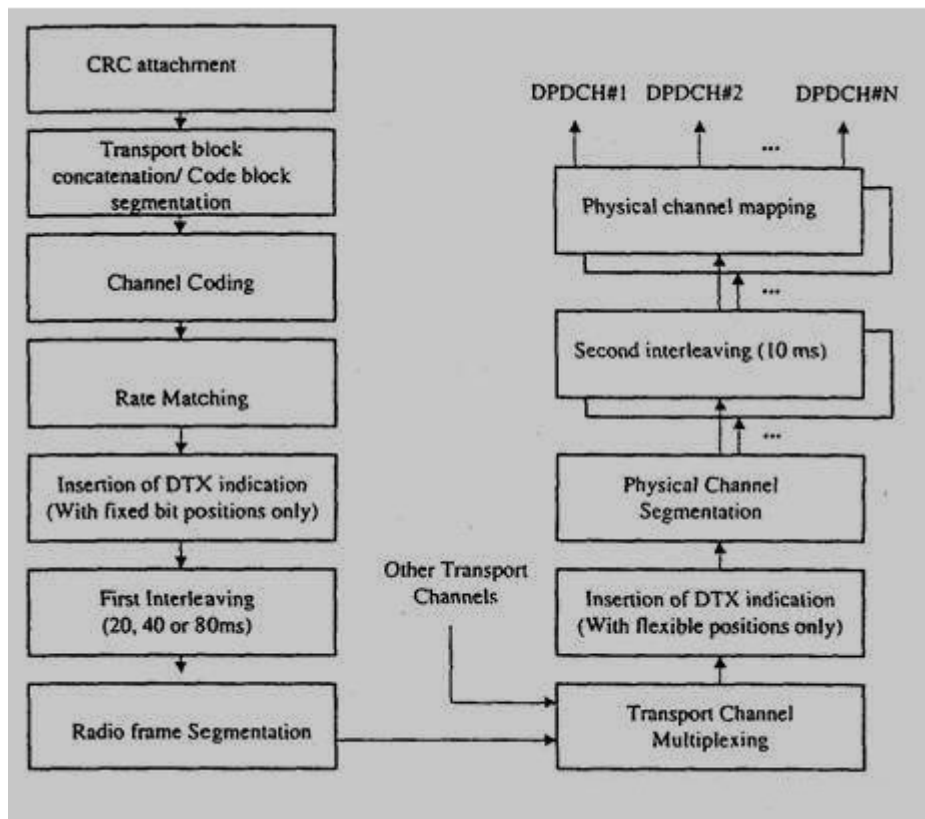 CRC attachment
Transport block
concatenation/ Code block
segmentation
Channel Coding
Rate Matching
Insertion of DTX indication
(With fixed bit positions only)
First Interleaving
(20, 40 or 80ms)
Radio frame Segmentation
Other Transport
Channels
DPDCH#1 DPDCH#2 DPDCH#N
...
Physical channel mapping
...
Second interleaving (10 ms)
...
Physical Channel
Segmentation
Insertion of DTX indication
(With flexible positions only)
Transport Channel
Multiplexing